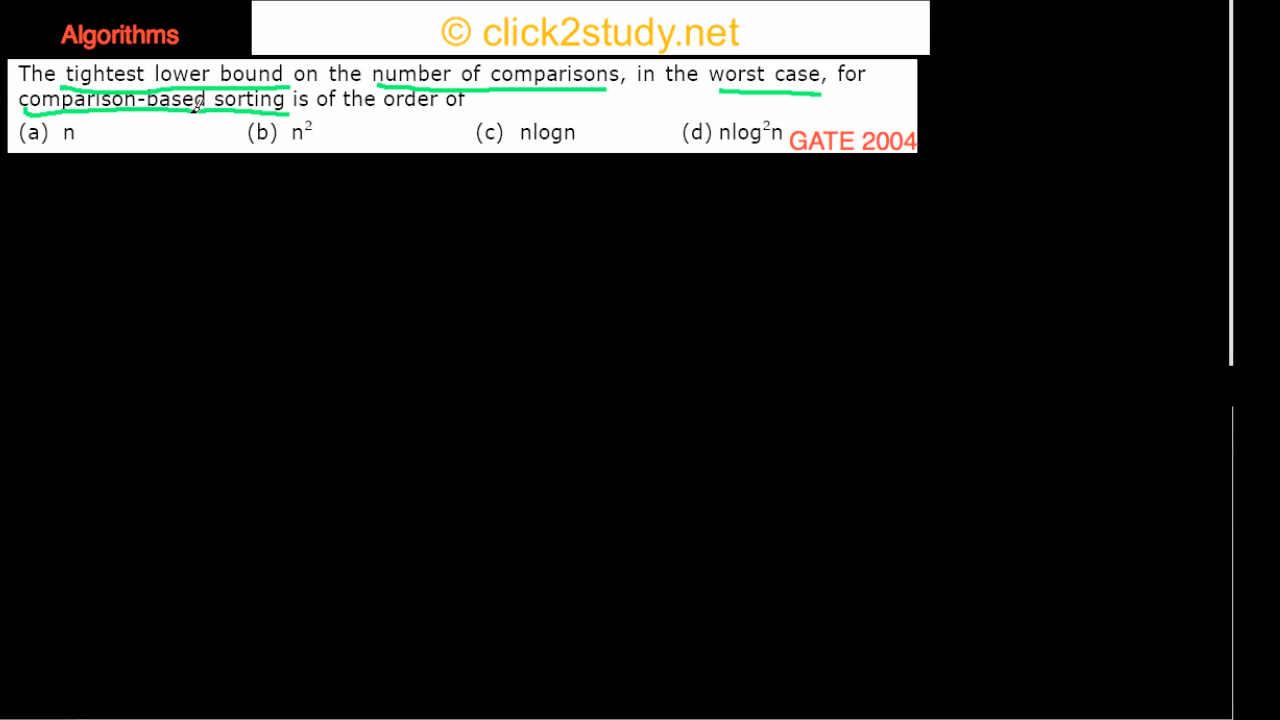 Algorithms
© click2study.net
The tightest lower bound on the number of comparisons, in the worst case, for
comparison-based sorting is of the order of
(a) n (b) n² (c) nlogn (d) nlog²n GATE 2004